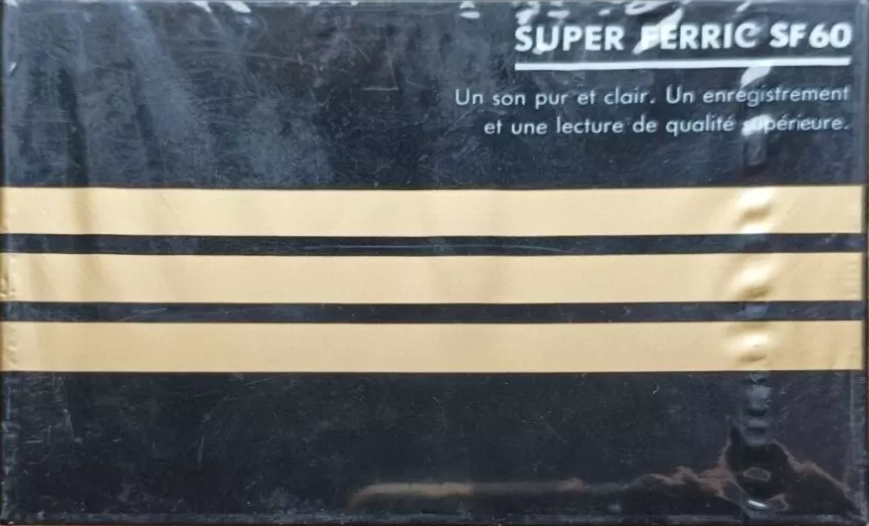 SUPER FERRIC SF60
Un son pur et clair. Un enregistrement
et une lecture de qualité supérieure.